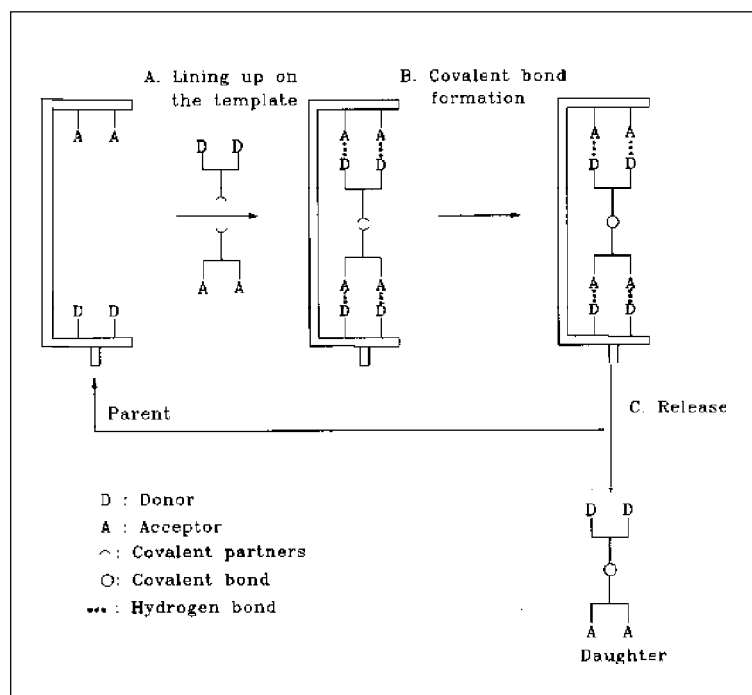 A. Lining up on
the template
B. Covalent bond
formation
A A
D D
A A
D D
A A
D D
D D
A A
A A
D D
A A
D D
A A
D D
Parent
C. Release
D : Donor
A : Acceptor
⌒: Covalent partners
○: Covalent bond
••• : Hydrogen bond
D D
A A
Daughter